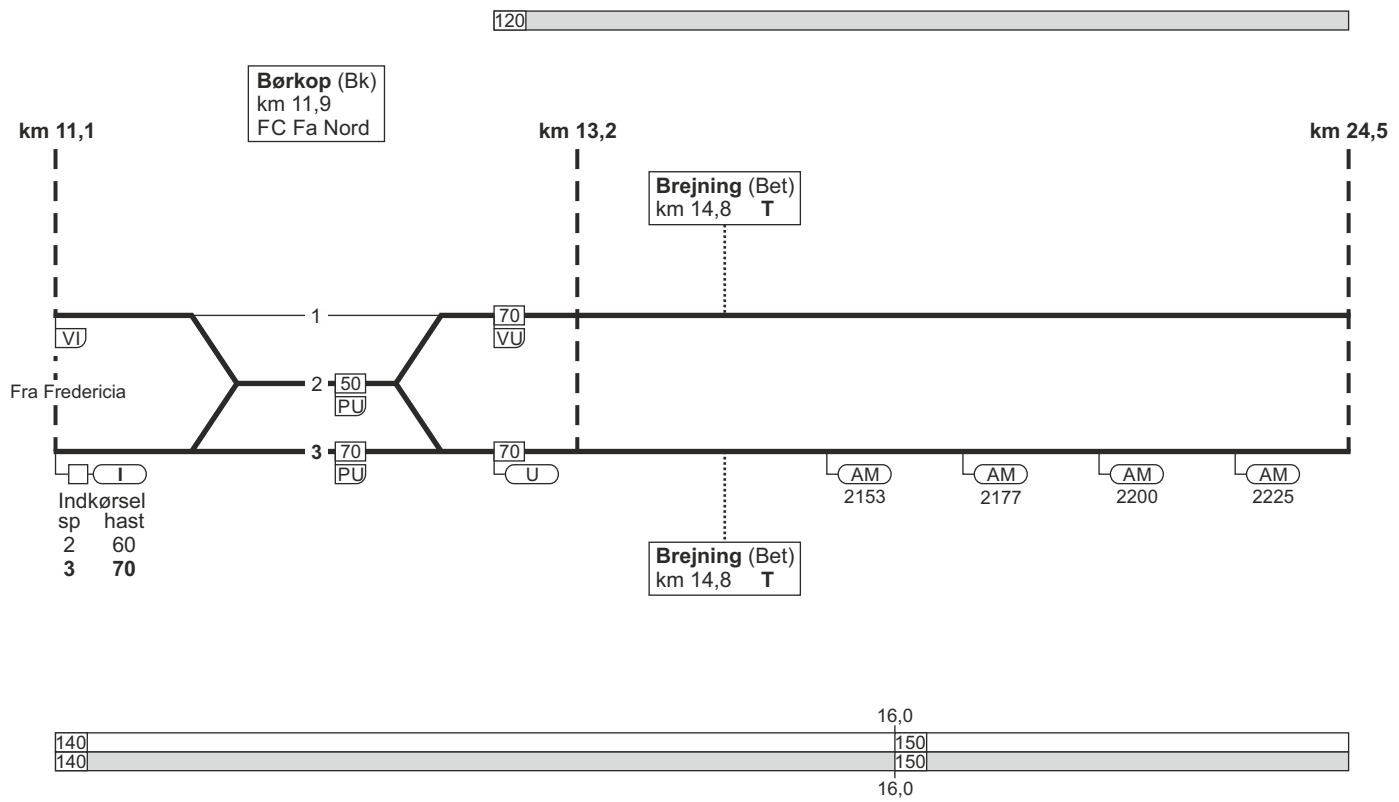 120
Børkop (Bk)
km 11,9
FC Fa Nord
km 11,1
km 13,2
km 24,5
Brejning (Bet)
km 14,8 T
1
70
VI
VU
Fra Fredericia
2 50
PU
3 70
70
PU
I
U
AM
2153
AM
2177
AM
2200
AM
2225
Indkørsel
sp hast
2 60
3 70
Brejning (Bet)
km 14,8 T
16,0
140
150
140
150
16,0